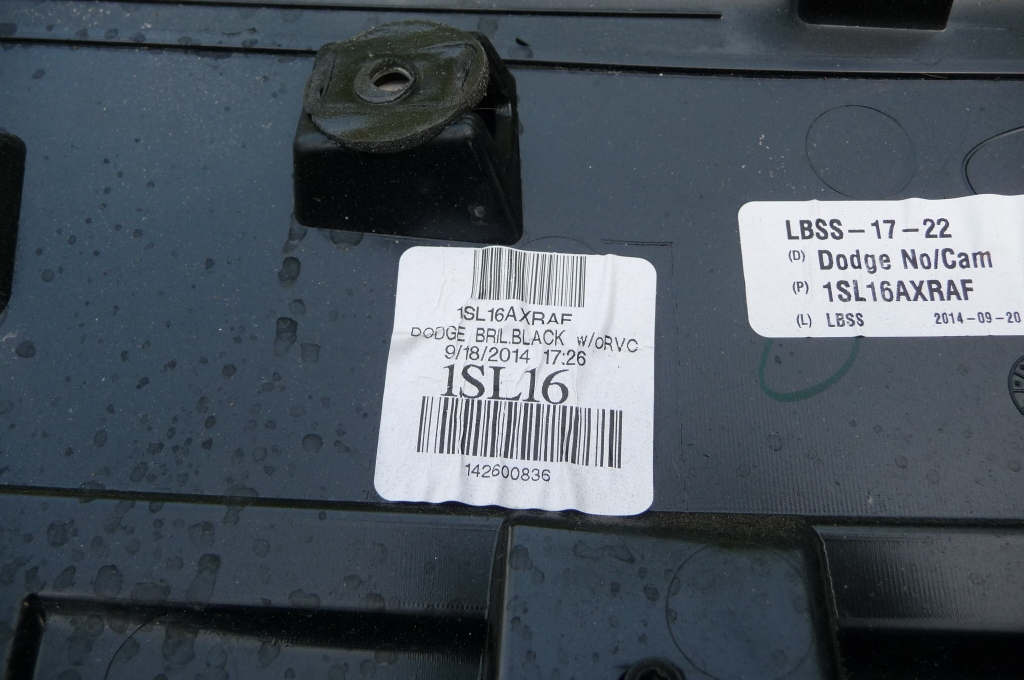 1SL16AXRAF
DODGE BRIL.BLACK w/oRVC
9/18/2014 17:26
1SL16
142600836
LBSS-17-22
(D) Dodge No/Cam
(P) 1SL16AXRAF
(L) LBSS 2014-09-20